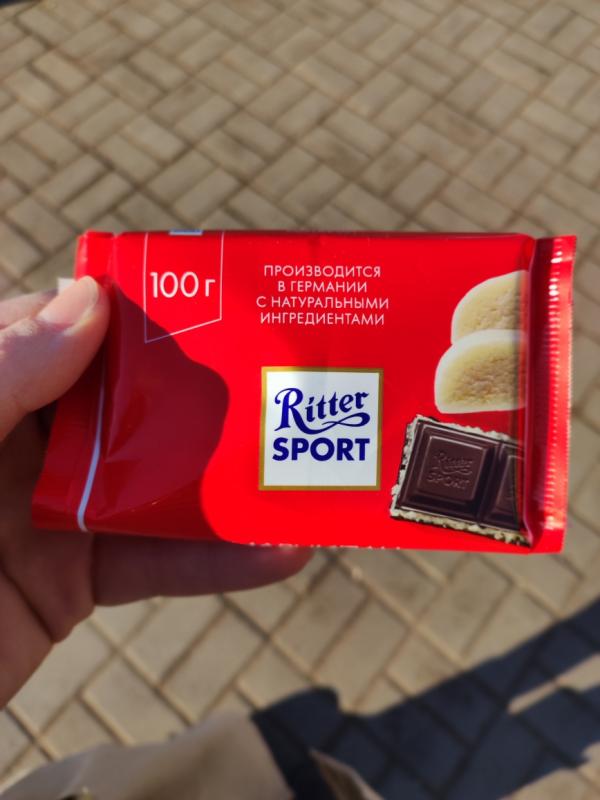 100 г
ПРОИЗВОДИТСЯ
В ГЕРМАНИИ
С НАТУРАЛЬНЫМИ
ИНГРЕДИЕНТАМИ
Ritter
SPORT
Ritter
SPORT